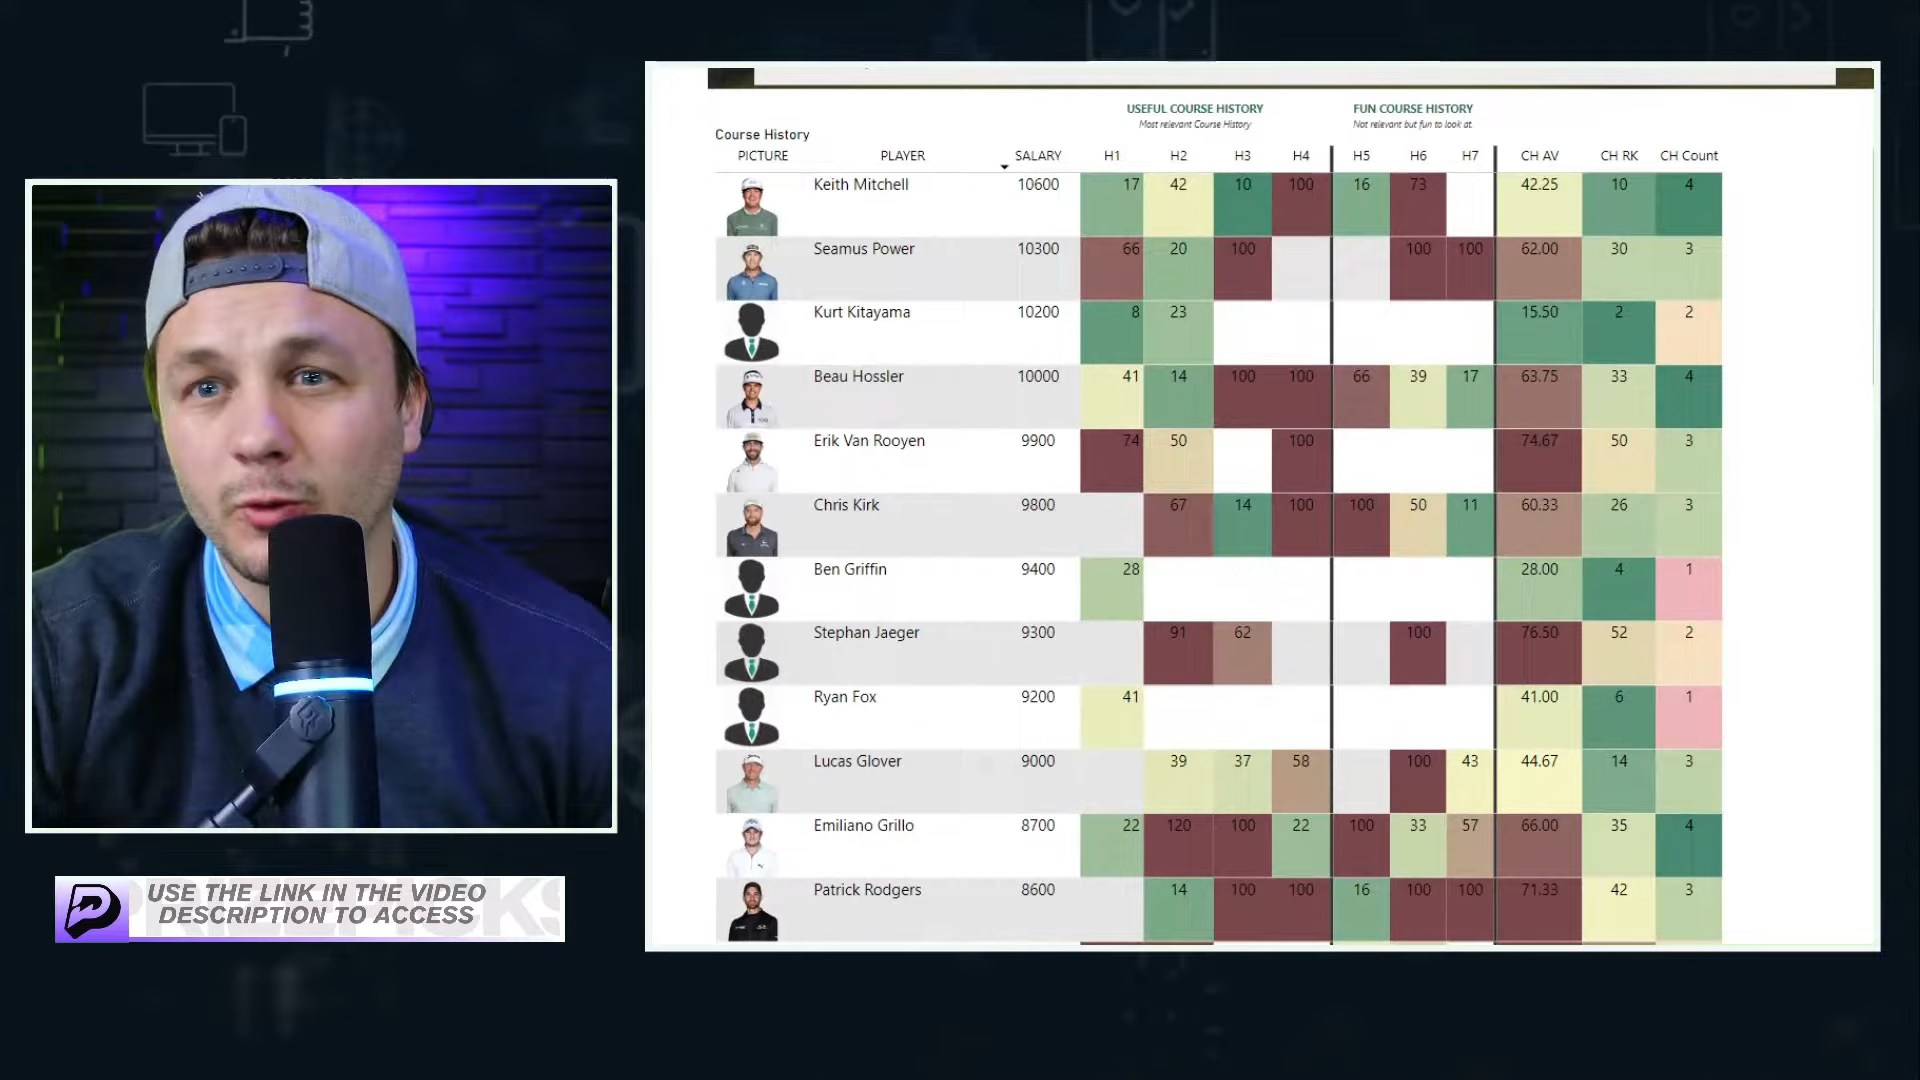 USEFUL COURSE HISTORY FUN COURSE HISTORY
Most relevant Course History Not relevant but fun to look at.
Course History
PICTURE PLAYER SALARY H1 H2 H3 H4 H5 H6 H7 CH AV CH RK CH Count
Keith Mitchell 10600 17 42 10 100 16 73 42.25 10 4
Seamus Power 10300 66 20 100 100 100 62.00 30 3
Kurt Kitayama 10200 8 23 15.50 2 2
Beau Hossler 10000 41 14 100 100 66 39 17 63.75 33 4
Erik Van Rooyen 9900 74 50 100 74.67 50 3
Chris Kirk 9800 67 14 100 100 50 11 60.33 26 3
Ben Griffin 9400 28 28.00 4 1
Stephan Jaeger 9300 91 62 100 76.50 52 2
Ryan Fox 9200 41 41.00 6 1
Lucas Glover 9000 39 37 58 100 43 44.67 14 3
Emiliano Grillo 8700 22 120 100 22 100 33 57 66.00 35 4
Patrick Rodgers 8600 14 100 100 16 100 100 71.33 42 3
USE THE LINK IN THE VIDEO
DESCRIPTION TO ACCESS